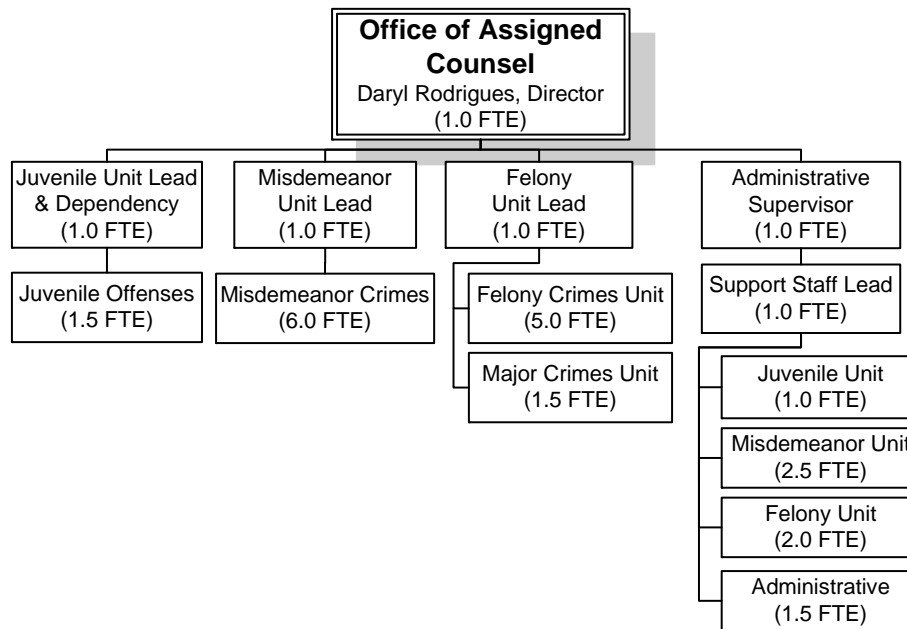 Office of Assigned
Counsel
Daryl Rodrigues, Director
(1.0 FTE)
Juvenile Unit Lead
& Dependency
(1.0 FTE)
Misdemeanor
Unit Lead
(1.0 FTE)
Felony
Unit Lead
(1.0 FTE)
Administrative
Supervisor
(1.0 FTE)
Juvenile Offenses
(1.5 FTE)
Misdemeanor Crimes
(6.0 FTE)
Felony Crimes Unit
(5.0 FTE)
Major Crimes Unit
(1.5 FTE)
Support Staff Lead
(1.0 FTE)
Juvenile Unit
(1.0 FTE)
Misdemeanor Unit
(2.5 FTE)
Felony Unit
(2.0 FTE)
Administrative
(1.5 FTE)